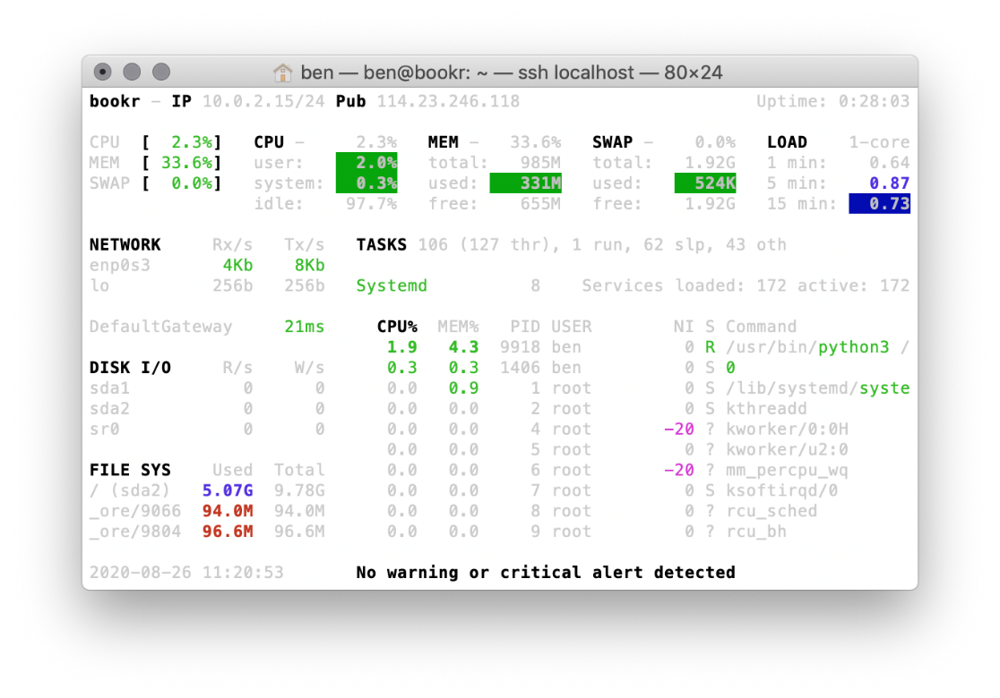 ben — ben@bookr: ~ — ssh localhost — 80×24
bookr - IP 10.0.2.15/24 Pub 114.23.246.118 Uptime: 0:28:03
CPU [ 2.3%] CPU - 2.3% MEM - 33.6% SWAP - 0.0% LOAD 1-core
MEM [ 33.6%] user: 2.0% total: 985M total: 1.92G 1 min: 0.64
SWAP [ 0.0%] system: 0.3% used: 331M used: 524K 5 min: 0.87
idle: 97.7% free: 655M free: 1.92G 15 min: 0.73
NETWORK Rx/s Tx/s TASKS 106 (127 thr), 1 run, 62 slp, 43 oth
enp0s3 4Kb 8Kb
lo 256b 256b Systemd 8 Services loaded: 172 active: 172
DefaultGateway 21ms CPU% MEM% PID USER NI S Command
1.9 4.3 9918 ben 0 R /usr/bin/python3 /
DISK I/O R/s W/s 0.3 0.3 1406 ben 0 S 0
sda1 0 0 0.0 0.9 1 root 0 S /lib/systemd/syste
sda2 0 0 0.0 0.0 2 root 0 S kthreadd
sr0 0 0 0.0 0.0 4 root -20 ? kworker/0:0H
0.0 0.0 5 root 0 ? kworker/u2:0
FILE SYS Used Total 0.0 0.0 6 root -20 ? mm_percpu_wq
/ (sda2) 5.07G 9.78G 0.0 0.0 7 root 0 S ksoftirqd/0
_ore/9066 94.0M 94.0M 0.0 0.0 8 root 0 ? rcu_sched
_ore/9804 96.6M 96.6M 0.0 0.0 9 root 0 ? rcu_bh
2020-08-26 11:20:53 No warning or critical alert detected